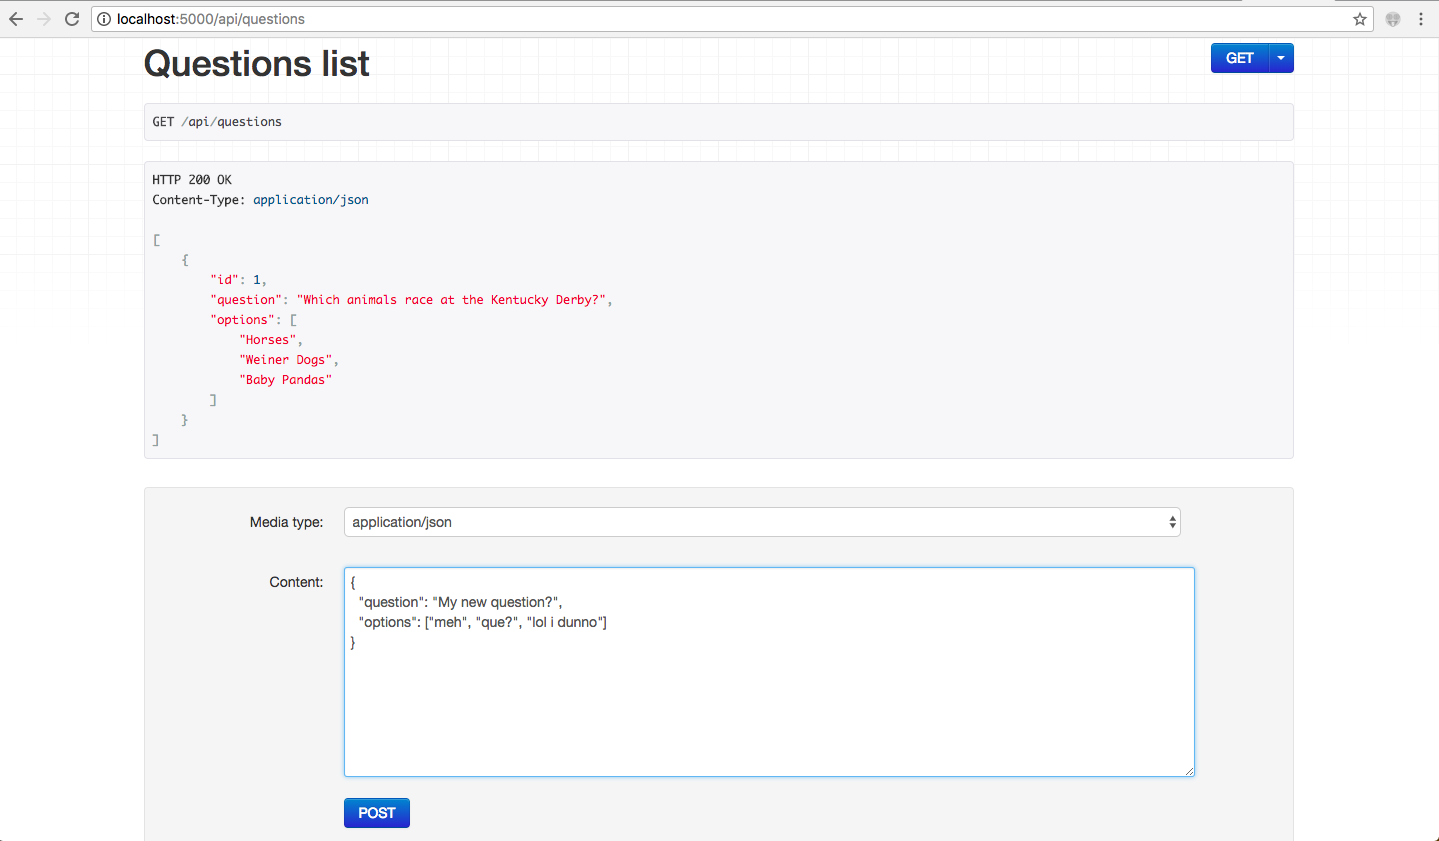 localhost:5000/api/questions
Questions list
GET
GET /api/questions
HTTP 200 OK
Content-Type: application/json
[
{
"id": 1,
"question": "Which animals race at the Kentucky Derby?",
"options": [
"Horses",
"Weiner Dogs",
"Baby Pandas"
]
}
]
Media type:
application/json
Content:
{
"question": "My new question?",
"options": ["meh", "que?", "lol i dunno"]
}
POST